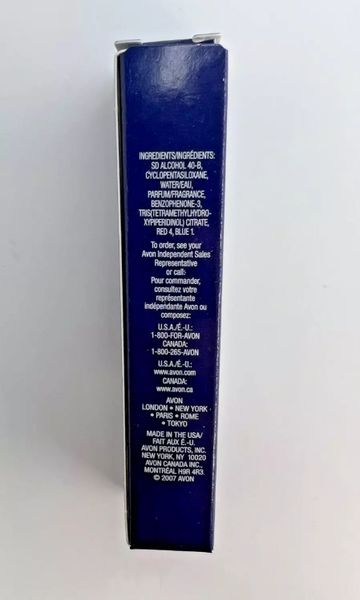 INGREDIENTS/INGRÉDIENTS:
SD ALCOHOL 40-B,
CYCLOPENTASILOXANE,
WATER/EAU,
PARFUM/FRAGRANCE,
BENZOPHENONE-3,
TRIS(TETRAMETHYLHYDRO-
XYPIPERIDINOL) CITRATE,
RED 4, BLUE 1.
To order, see your
Avon Independent Sales
Representative
or call:
Pour commander,
consultez votre
représentante
indépendante Avon ou
composez:
U.S.A./É.-U.:
1-800-FOR-AVON
CANADA:
1-800-265-AVON
U.S.A./É.-U.:
www.avon.com
CANADA:
www.avon.ca
AVON
LONDON • NEW YORK
• PARIS • ROME
• TOKYO
MADE IN THE USA/
FAIT AUX É.-U.
AVON PRODUCTS, INC.
NEW YORK, NY 10020
AVON CANADA INC.,
MONTRÉAL H9R 4R3.
© 2007 AVON